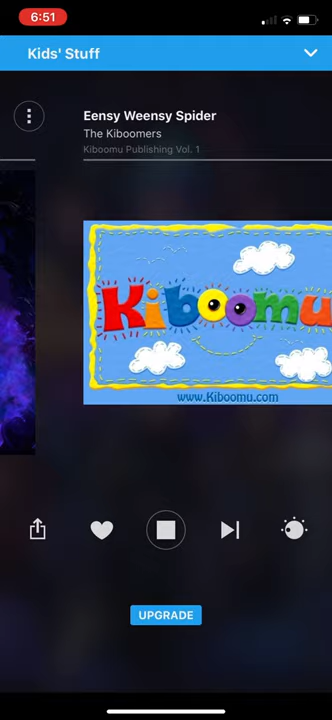 6:51
Kids' Stuff
Eensy Weensy Spider
The Kiboomers
Kiboomu Publishing Vol. 1
Kiboomu
www.Kiboomu.com
UPGRADE